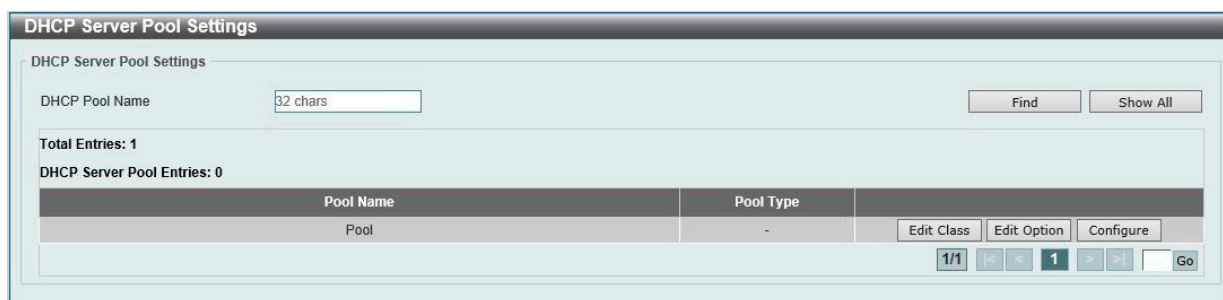 DHCP Server Pool Settings
DHCP Server Pool Settings
DHCP Pool Name 32 chars Find Show All
Total Entries: 1
DHCP Server Pool Entries: 0
Pool Name Pool Type
Pool - Edit Class Edit Option Configure
1/1 |< < 1 > >| Go